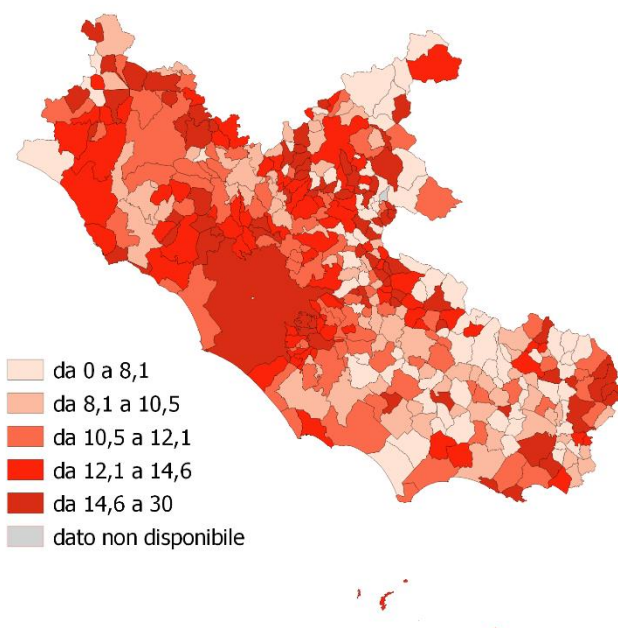 da 0 a 8,1
da 8,1 a 10,5
da 10,5 a 12,1
da 12,1 a 14,6
da 14,6 a 30
dato non disponibile